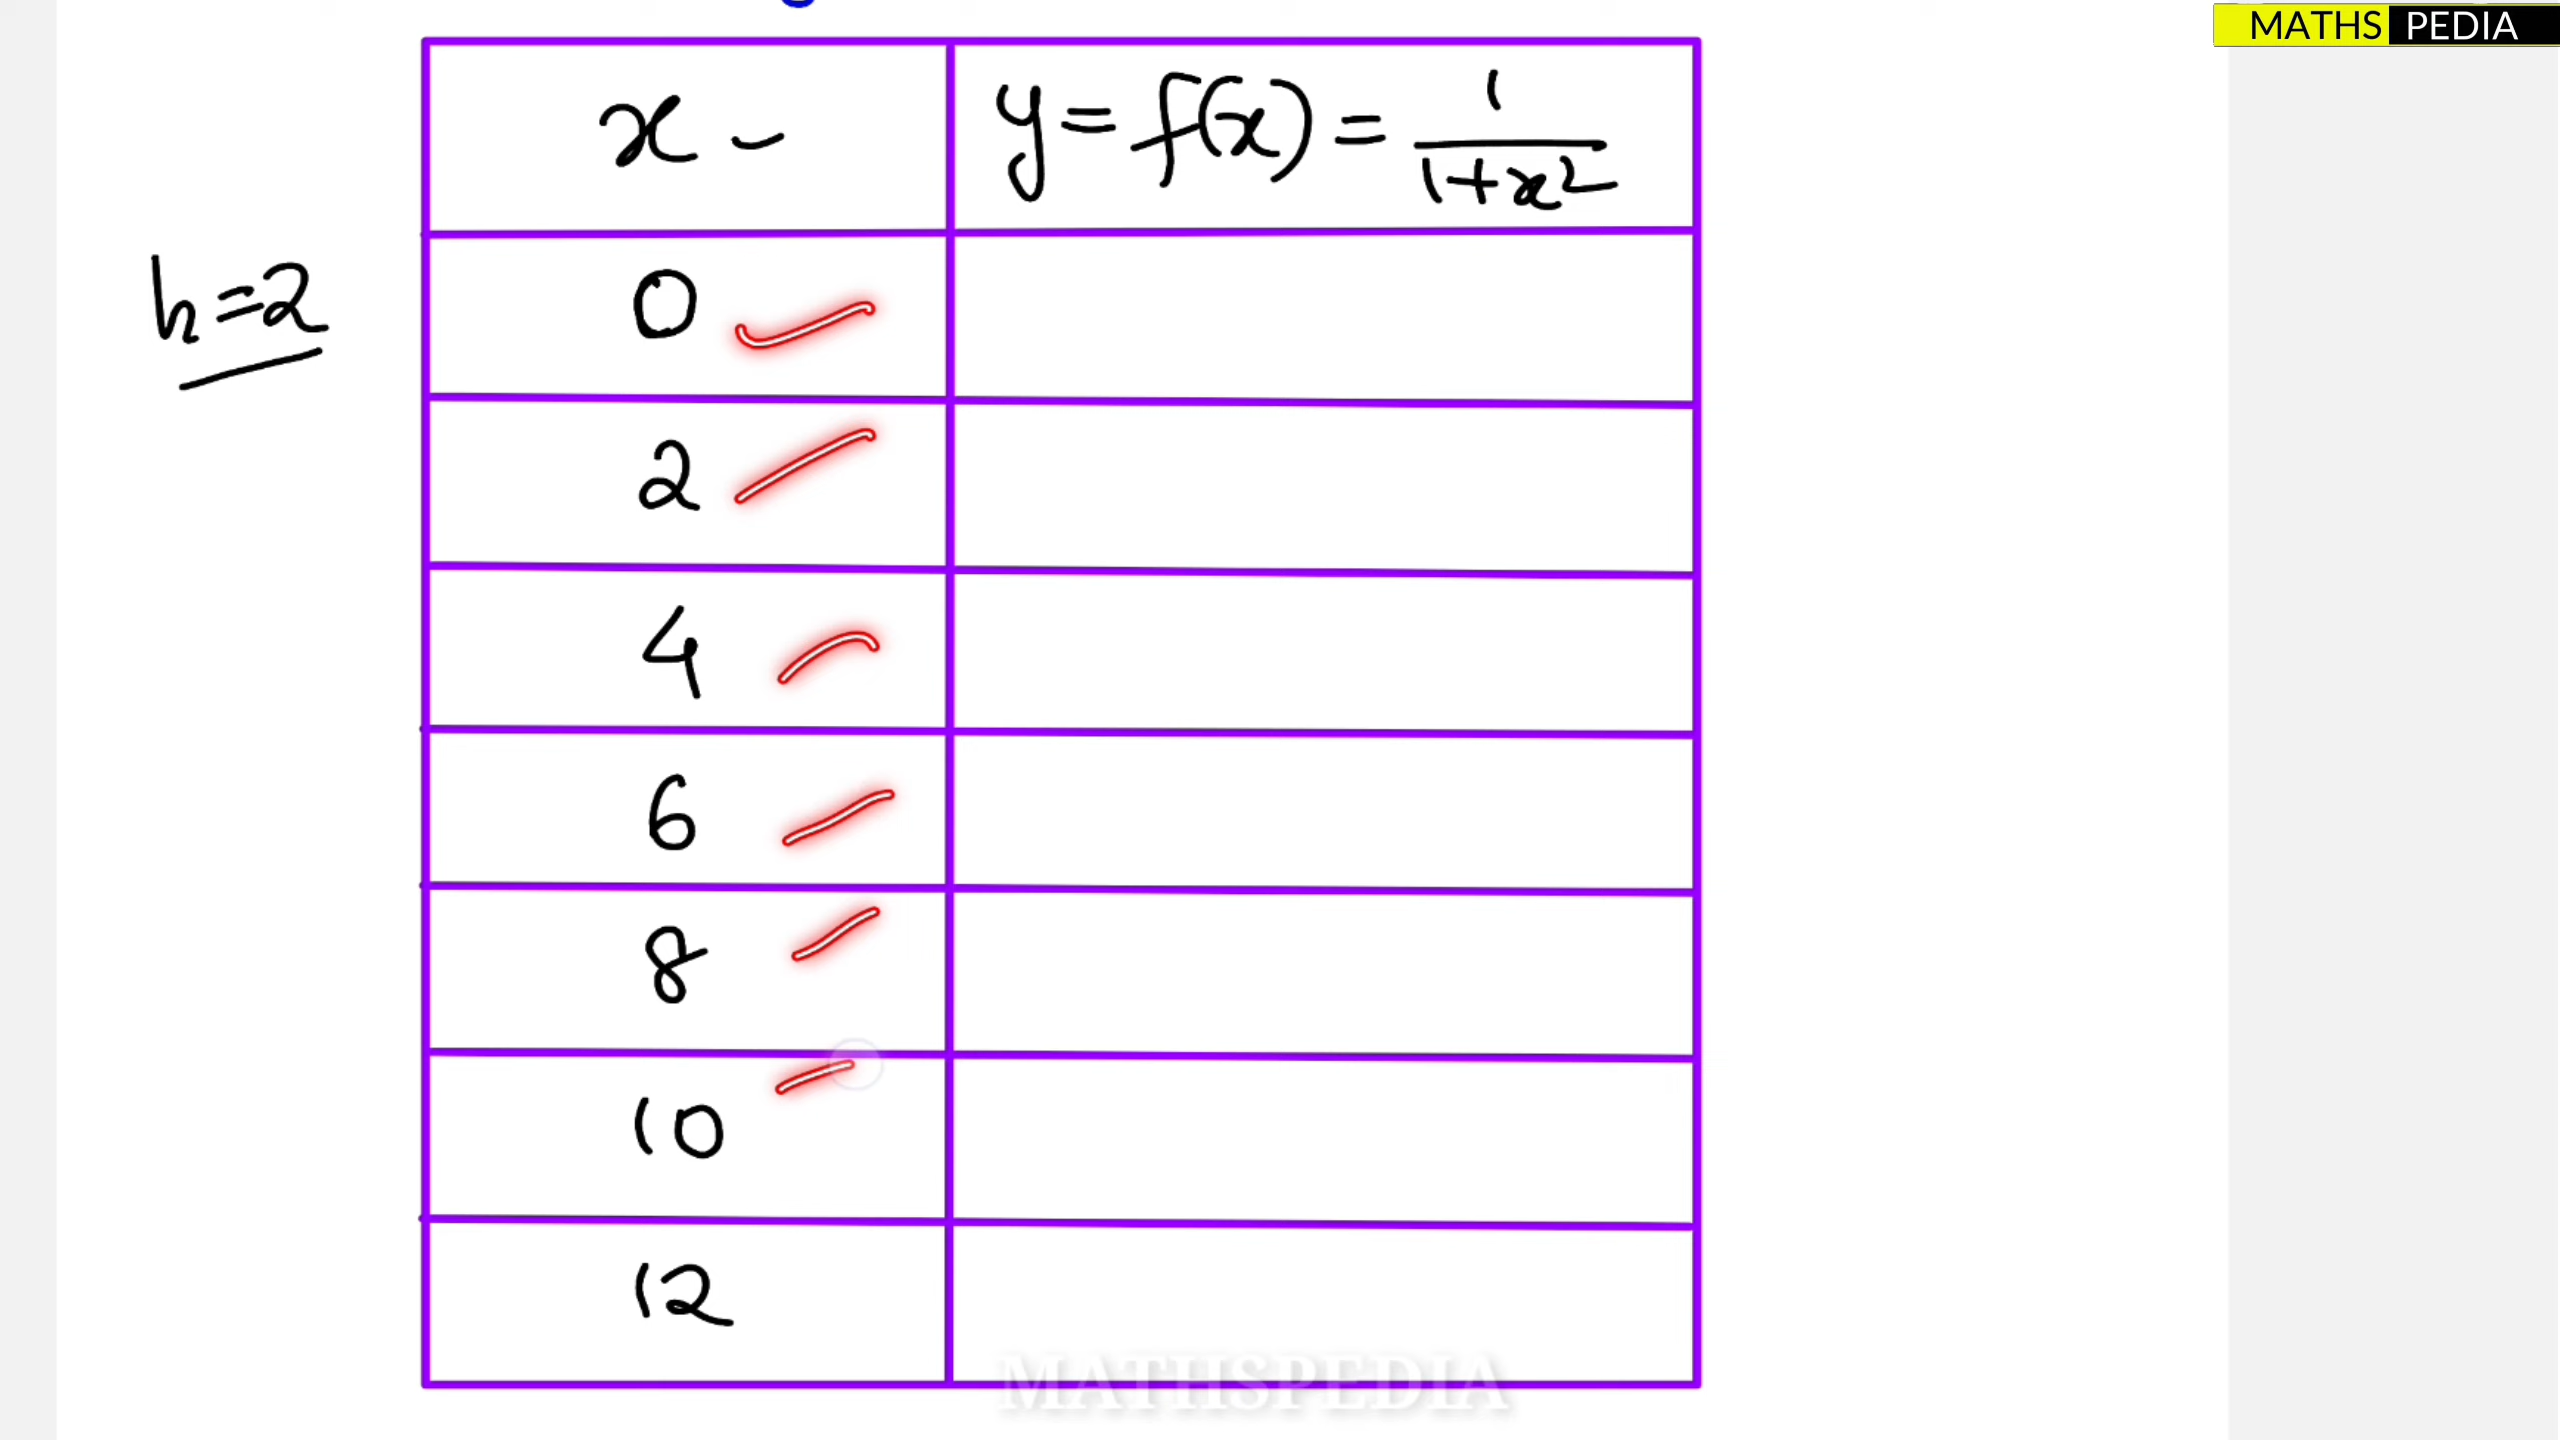 MATHS PEDIA
x - y = f(x) = 1/(1+x²)
h=2
0
2
4
6
8
10
12
MATHSPEDIA